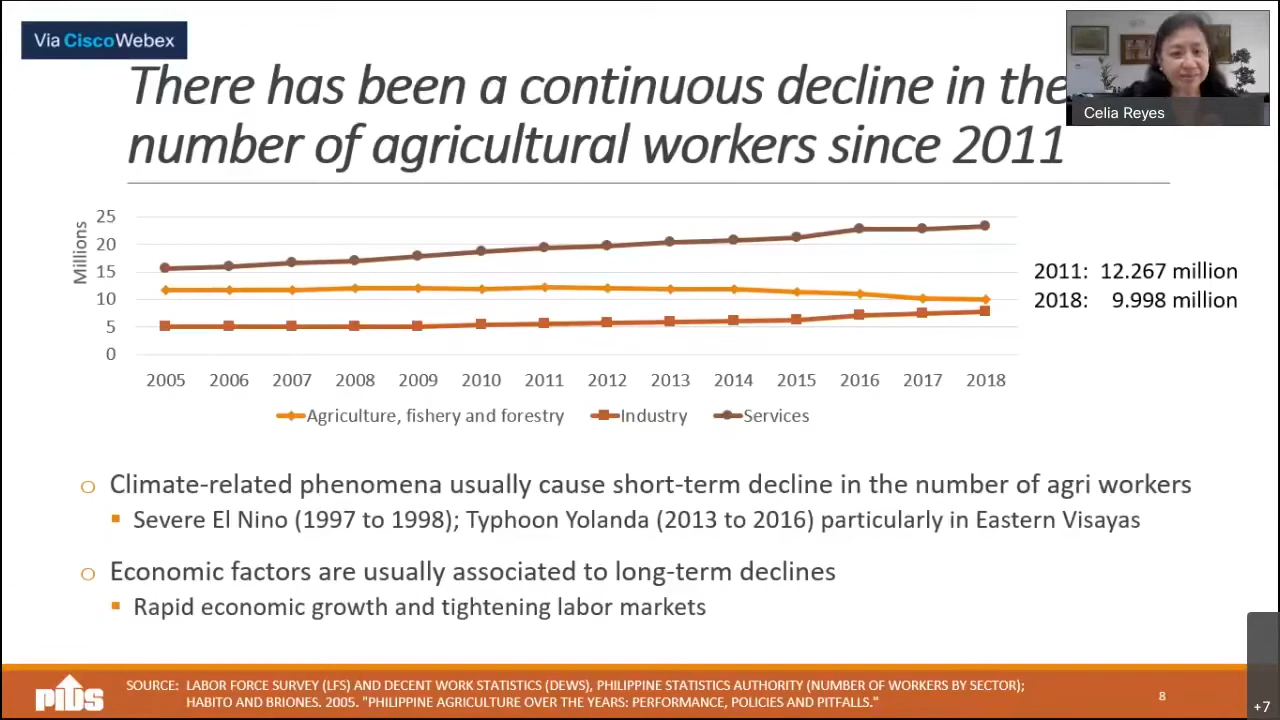 Via CiscoWebex
There has been a continuous decline in the
number of agricultural workers since 2011
Celia Reyes
Millions
25
20
15
10
5
0
2005 2006 2007 2008 2009 2010 2011 2012 2013 2014 2015 2016 2017 2018
Agriculture, fishery and forestry Industry Services
2011: 12.267 million
2018: 9.998 million
Climate-related phenomena usually cause short-term decline in the number of agri workers
Severe El Nino (1997 to 1998); Typhoon Yolanda (2013 to 2016) particularly in Eastern Visayas
Economic factors are usually associated to long-term declines
Rapid economic growth and tightening labor markets
PIDS
SOURCE: LABOR FORCE SURVEY (LFS) AND DECENT WORK STATISTICS (DEWS), PHILIPPINE STATISTICS AUTHORITY (NUMBER OF WORKERS BY SECTOR);
HABITO AND BRIONES. 2005. "PHILIPPINE AGRICULTURE OVER THE YEARS: PERFORMANCE, POLICIES AND PITFALLS."
8
+7